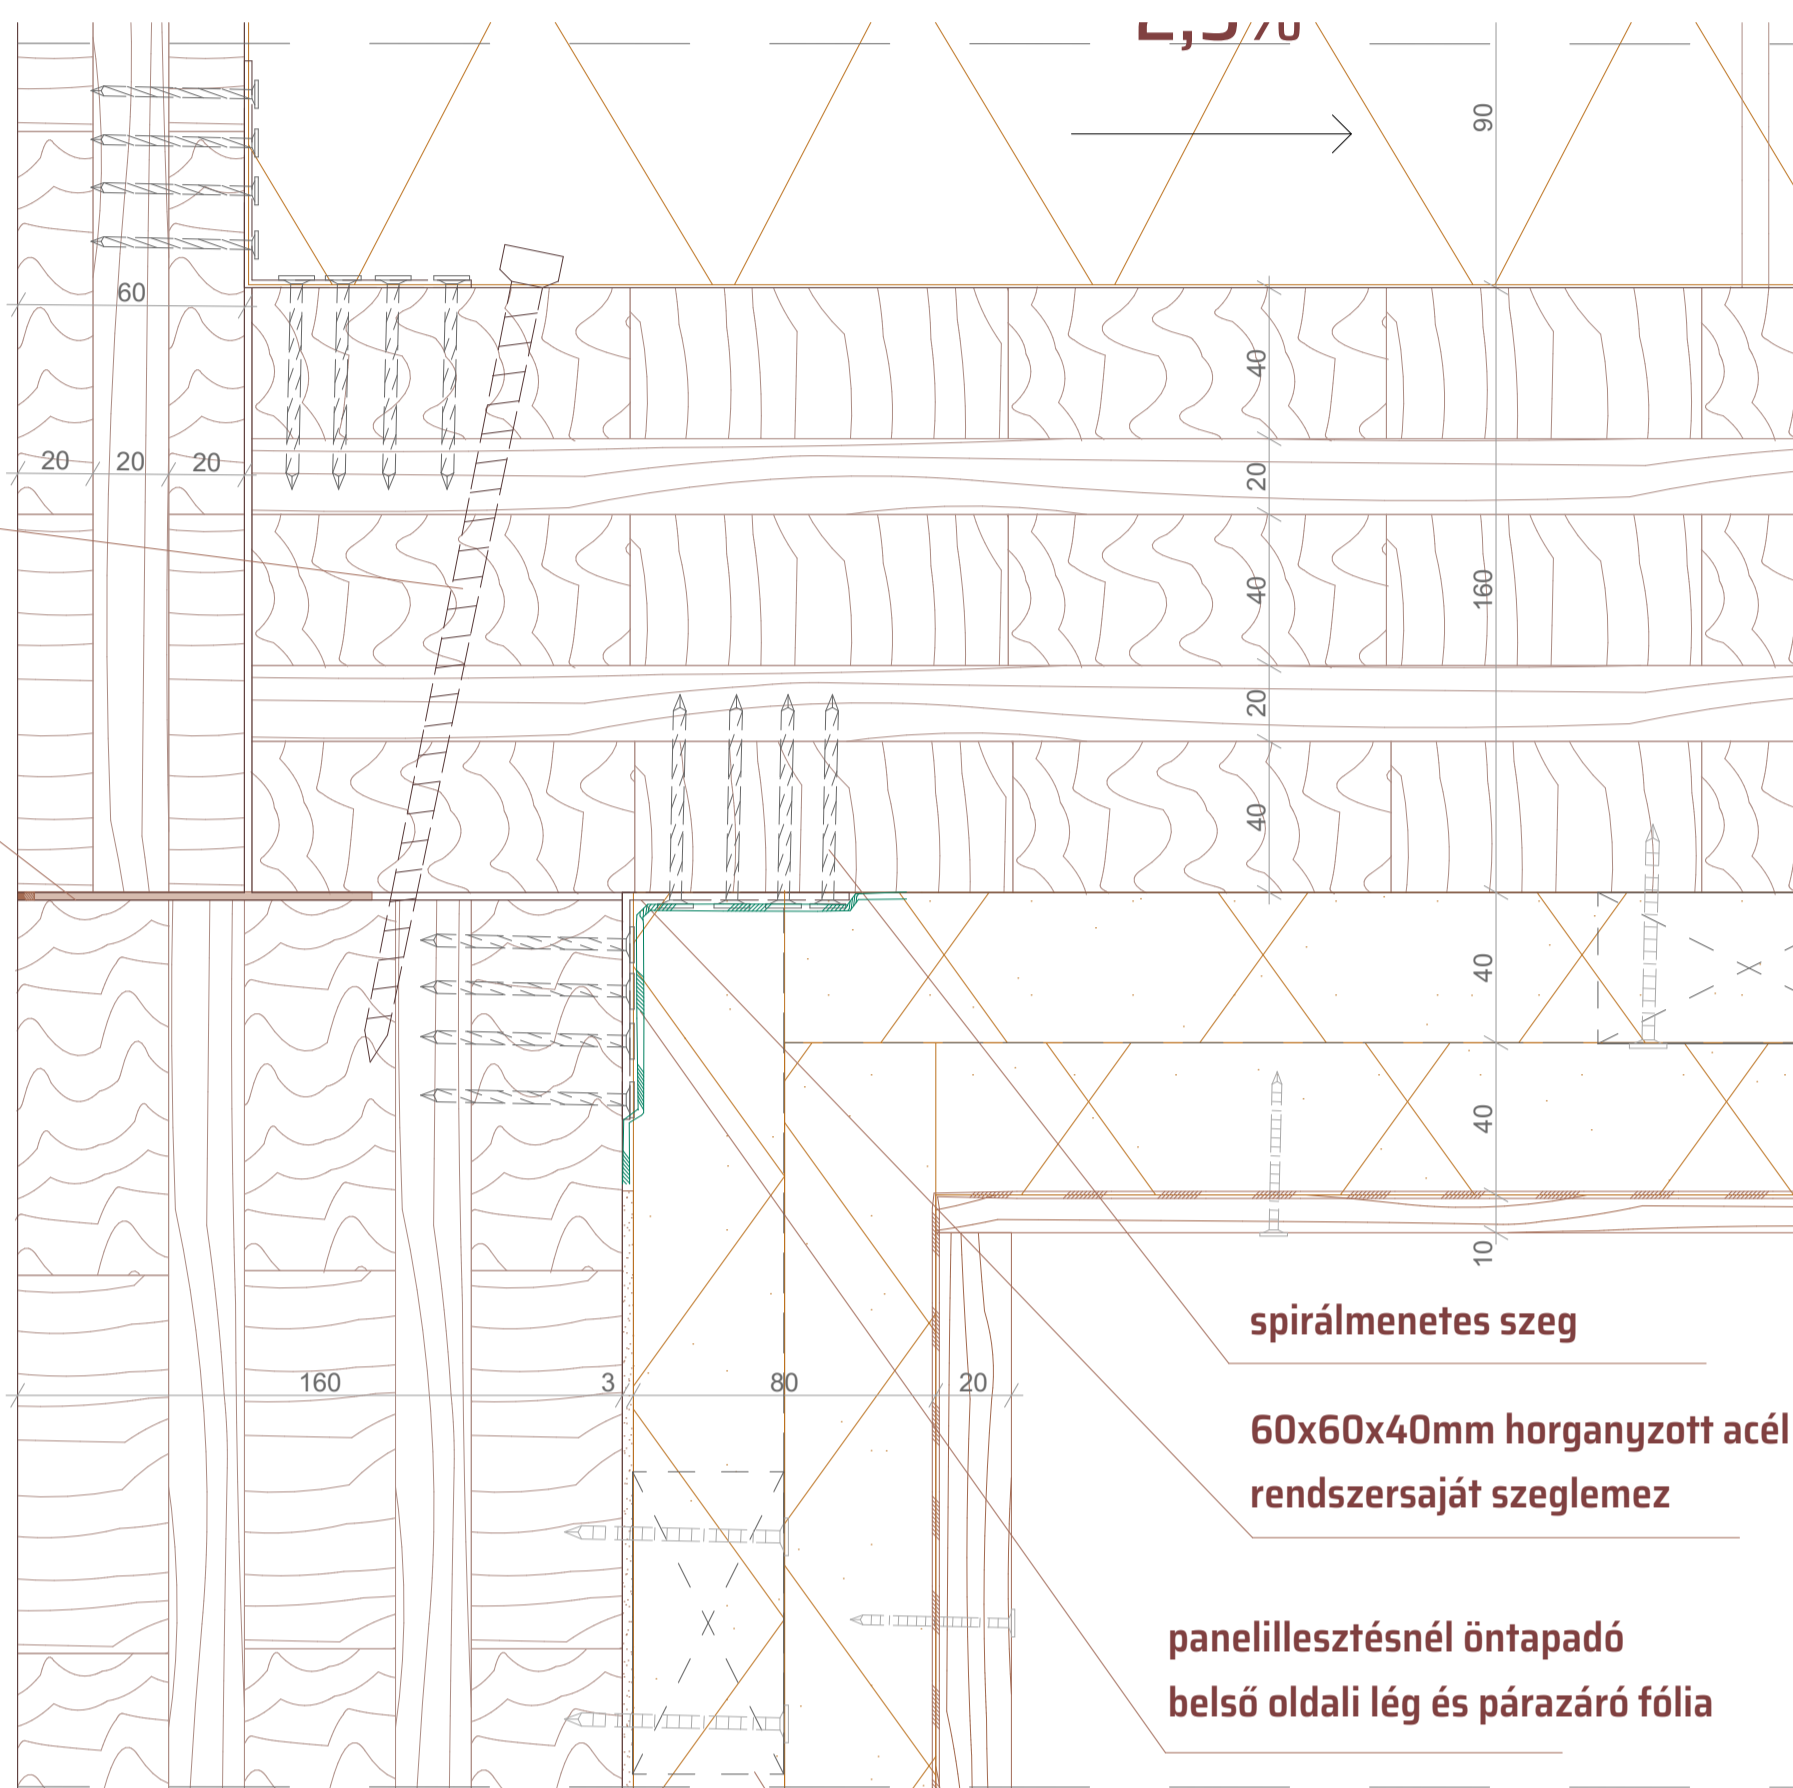 90
60
40
20 20 20
20
40
160
20
40
40
40
10
spirálmenetes szeg
160 3 80 20
60x60x40mm horganyzott acél
rendszersaját szeglemez
panelillesztésnél öntapadó
belső oldali lég és párazáró fólia